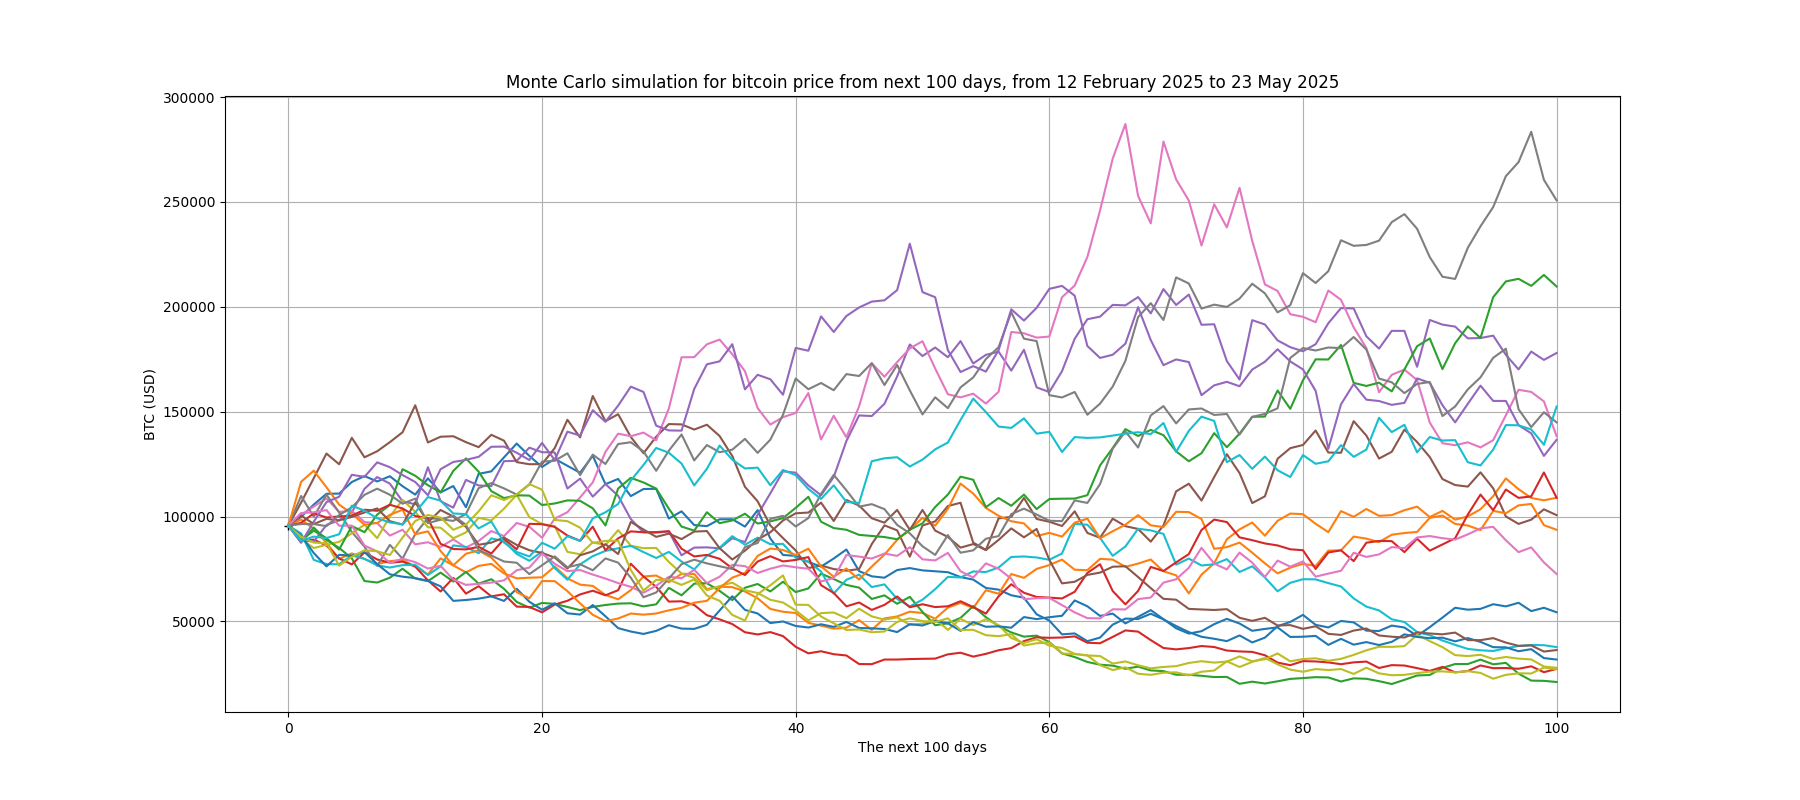 Monte Carlo simulation for bitcoin price from next 100 days, from 12 February 2025 to 23 May 2025
300000
250000
200000
150000
100000
50000
BTC (USD)
0 20 40 60 80 100
The next 100 days